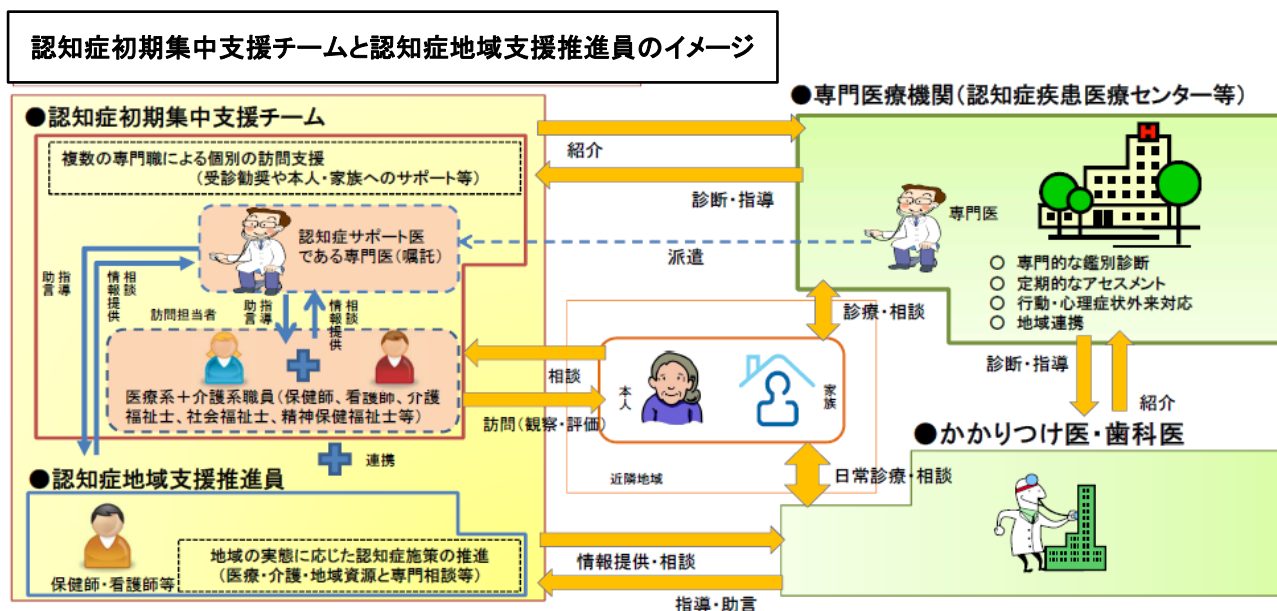 認知症初期集中支援チームと認知症地域支援推進員のイメージ
●認知症初期集中支援チーム
複数の専門職による個別の訪問支援
(受診勧奨や本人・家族へのサポート等)
認知症サポート医
である専門医(嘱託)
指導
助言
相談
情報提供
訪問担当者
指導
助言
相談
情報提供
医療系+介護系職員(保健師、看護師、介護
福祉士、社会福祉士、精神保健福祉士等)
連携
●認知症地域支援推進員
保健師・看護師等
地域の実態に応じた認知症施策の推進
(医療・介護・地域資源と専門相談等)
紹介
診断・指導
派遣
相談
訪問(観察・評価)
本人
家族
近隣地域
診療・相談
日常診療・相談
情報提供・相談
指導・助言
●専門医療機関(認知症疾患医療センター等)
H
専門医
○ 専門的な鑑別診断
○ 定期的なアセスメント
○ 行動・心理症状外来対応
○ 地域連携
診断・指導
紹介
●かかりつけ医・歯科医